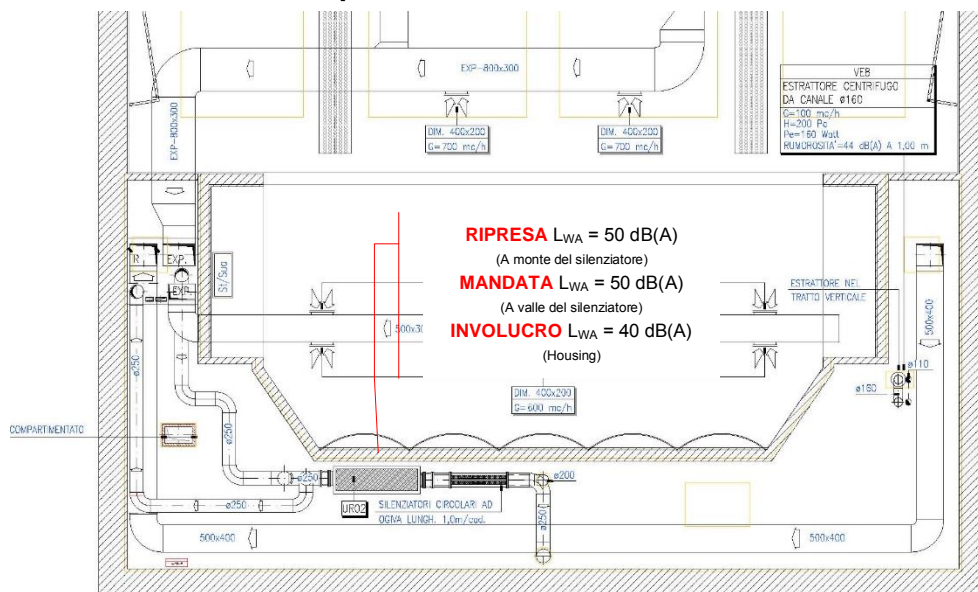 EXP-800x300
VE8
ESTRATTORE CENTRIFUGO
DA CANALE ø160
G=100 mc/h
H=200 Pa
Pe=160 Watt
RUMOROSITA'=44 dB(A) A 1,00 m
EXP-800x300
DIM. 400x200
G=700 mc/h
DIM. 400x200
G=700 mc/h
RIPRESA LWA = 50 dB(A)
(A monte del silenziatore)
MANDATA LWA = 50 dB(A)
(A valle del silenziatore)
INVOLUCRO LWA = 40 dB(A)
(Housing)
R
EXP.
EXP.
St/Sua
ESTRATTORE NEL
TRATTO VERTICALE
500x400
ø250
ø110
ø160
DIM. 400x200
G=600 mc/h
COMPARTIMENTATO
ø250
ø250
ø200
UR02
SILENZIATORI CIRCOLARI AD
OGIVA LUNGH. 1,0m/cad.
ø250
ø250
500x400
500x400